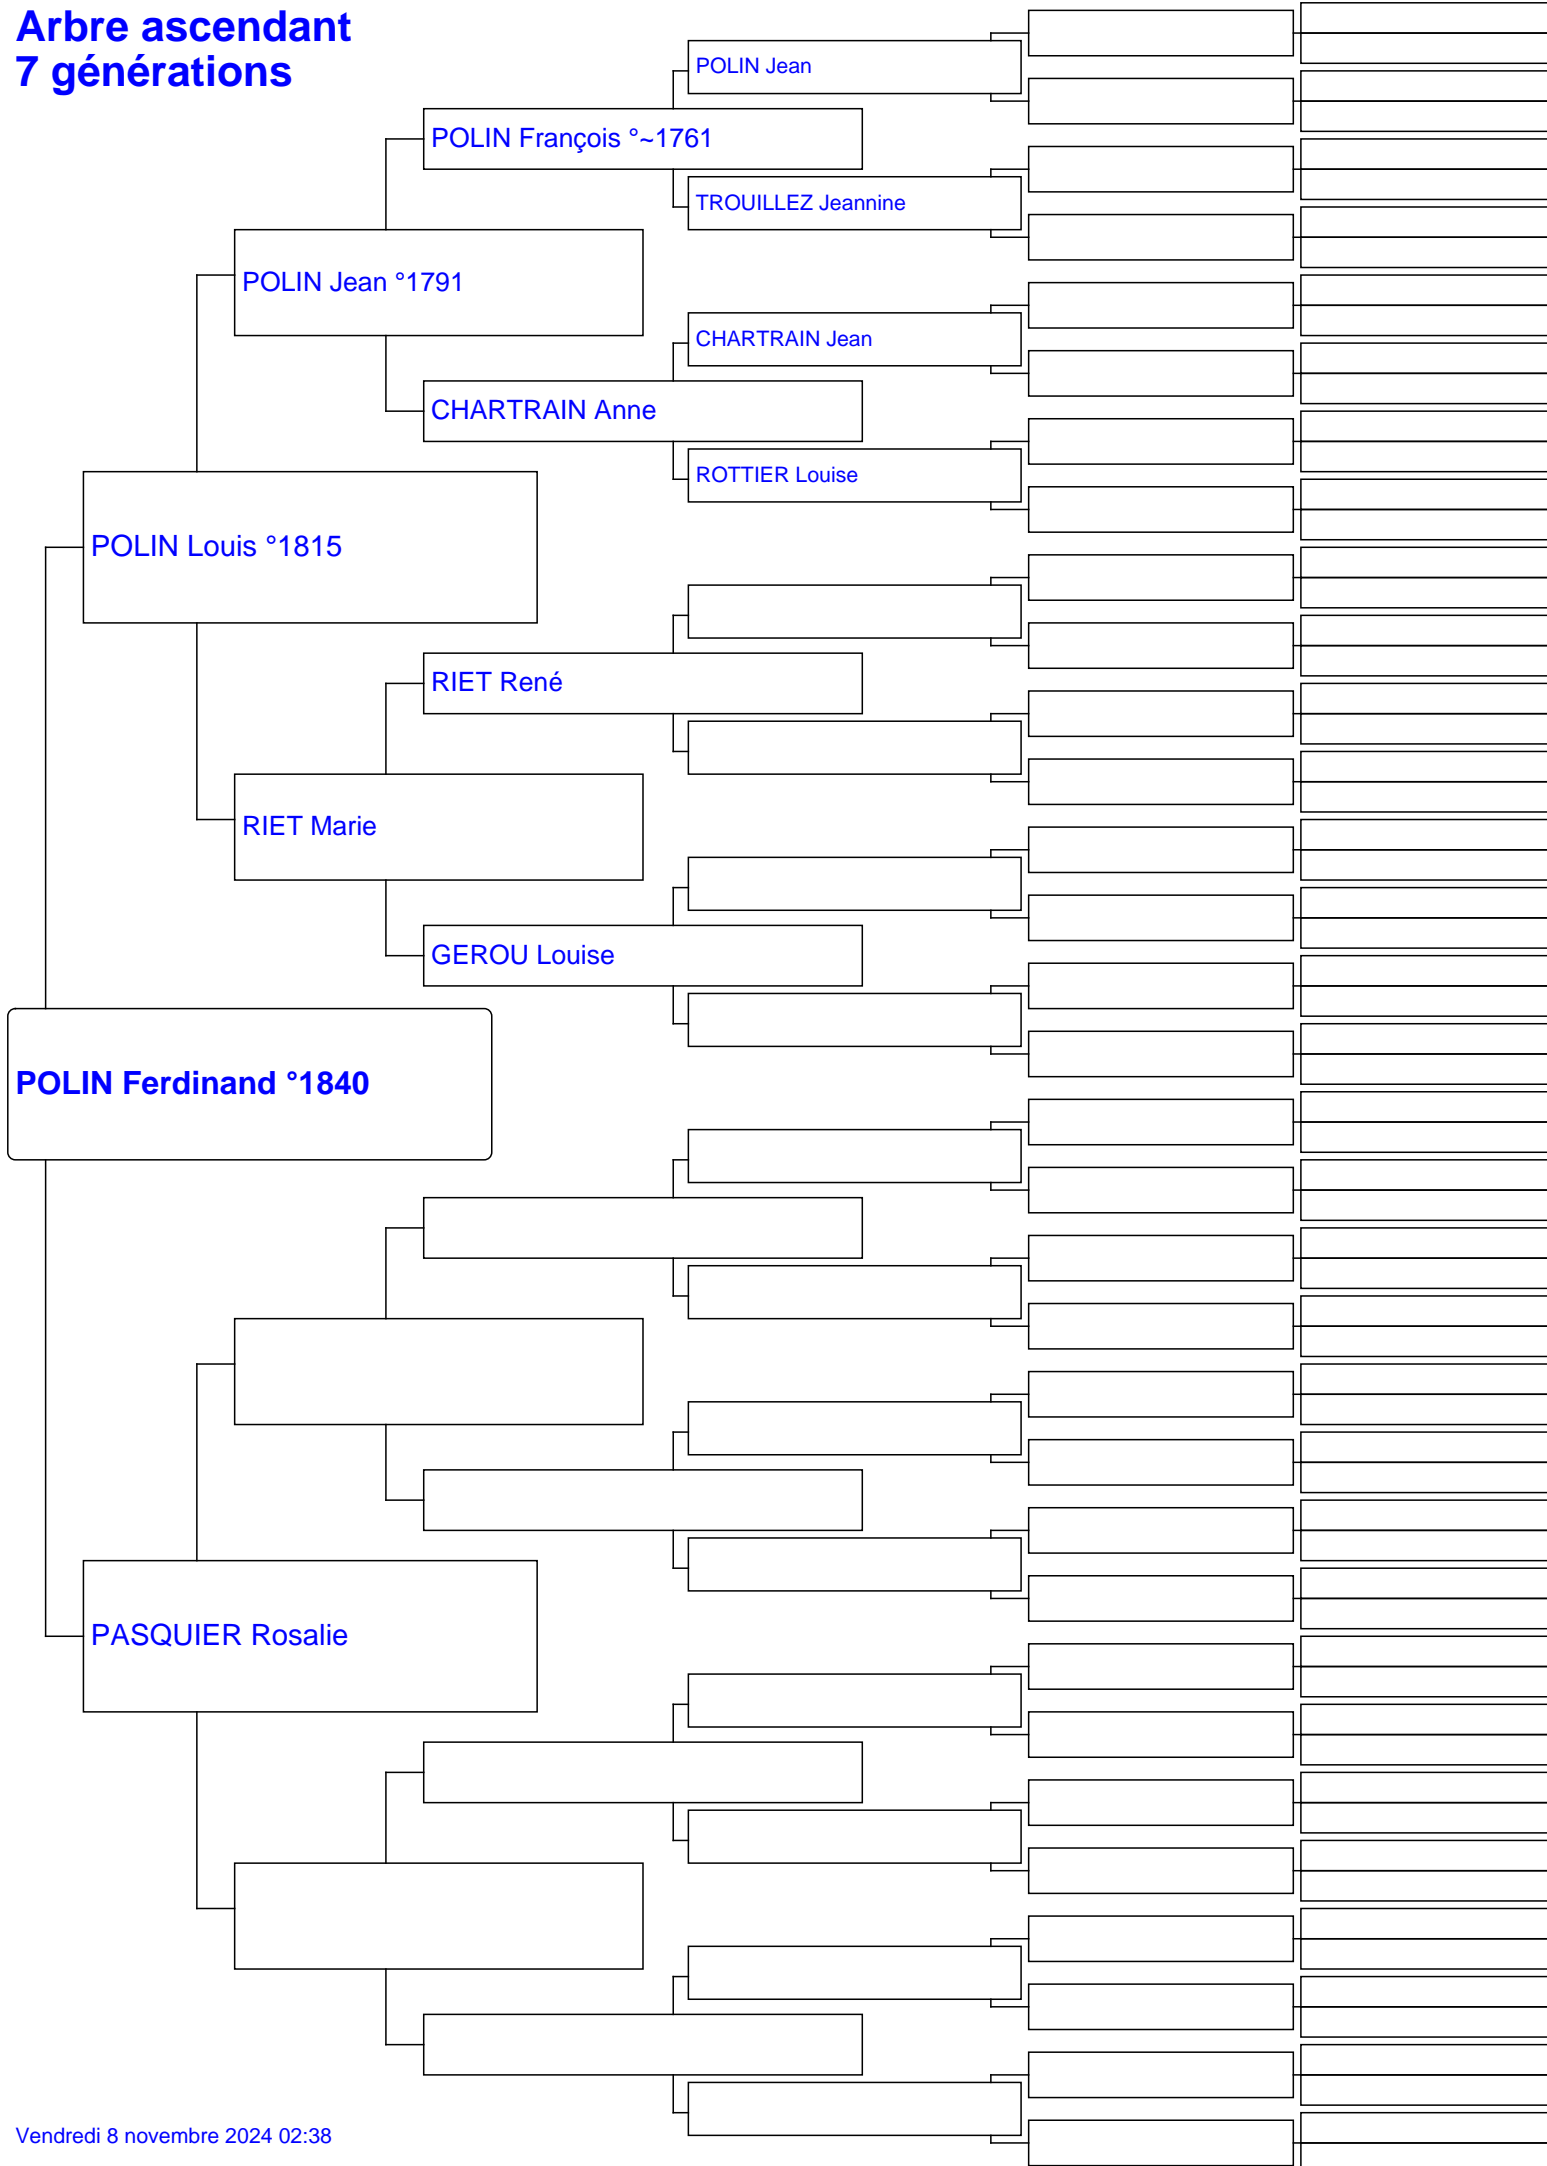 Arbre ascendant
7 générations
POLIN Jean
POLIN François °~1761
TROUILLEZ Jeannine
POLIN Jean °1791
CHARTRAIN Jean
CHARTRAIN Anne
ROTTIER Louise
POLIN Louis °1815
RIET René
RIET Marie
GEROU Louise
POLIN Ferdinand °1840
PASQUIER Rosalie
Vendredi 8 novembre 2024 02:38